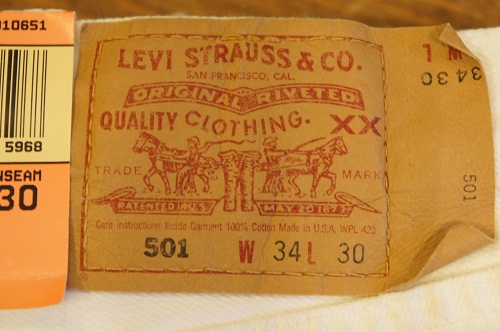 010651
5968
NSEAM
30
LEVI STRAUSS & CO.
SAN FRANCISCO, CAL.
ORIGINAL RIVETED
QUALITY CLOTHING. XX
TRADE MARK
PATENTED IN U.S. MAY 20 1873
Care Instructions Inside Garment 100% Cotton Made in U.S.A. WPL 423
501 W 34 L 30
1 M
3430
501